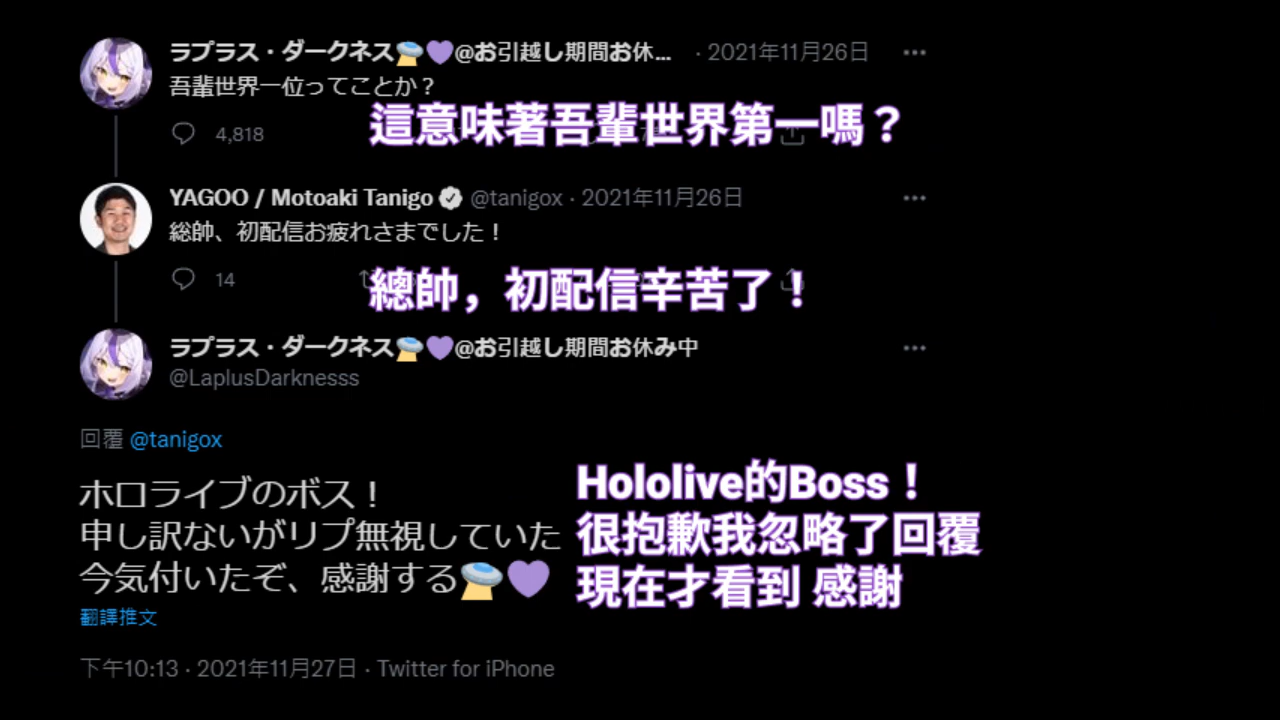 ラプラス・ダークネス🛸💜@お引越し期間お休... · 2021年11月26日
吾輩世界一位ってことか？
這意味著吾輩世界第一嗎？
4,818
YAGOO / Motoaki Tanigo @tanigox · 2021年11月26日
総帥、初配信お疲れさまでした！
14
總帥，初配信辛苦了！
ラプラス・ダークネス🛸💜@お引越し期間お休み中
@LaplusDarknesss
回覆 @tanigox
ホロライブのボス！
申し訳ないがリプ無視していた
今気付いたぞ、感謝する🛸💜
Hololive的Boss！
很抱歉我忽略了回覆
現在才看到 感謝
翻譯推文
下午10:13 · 2021年11月27日 · Twitter for iPhone